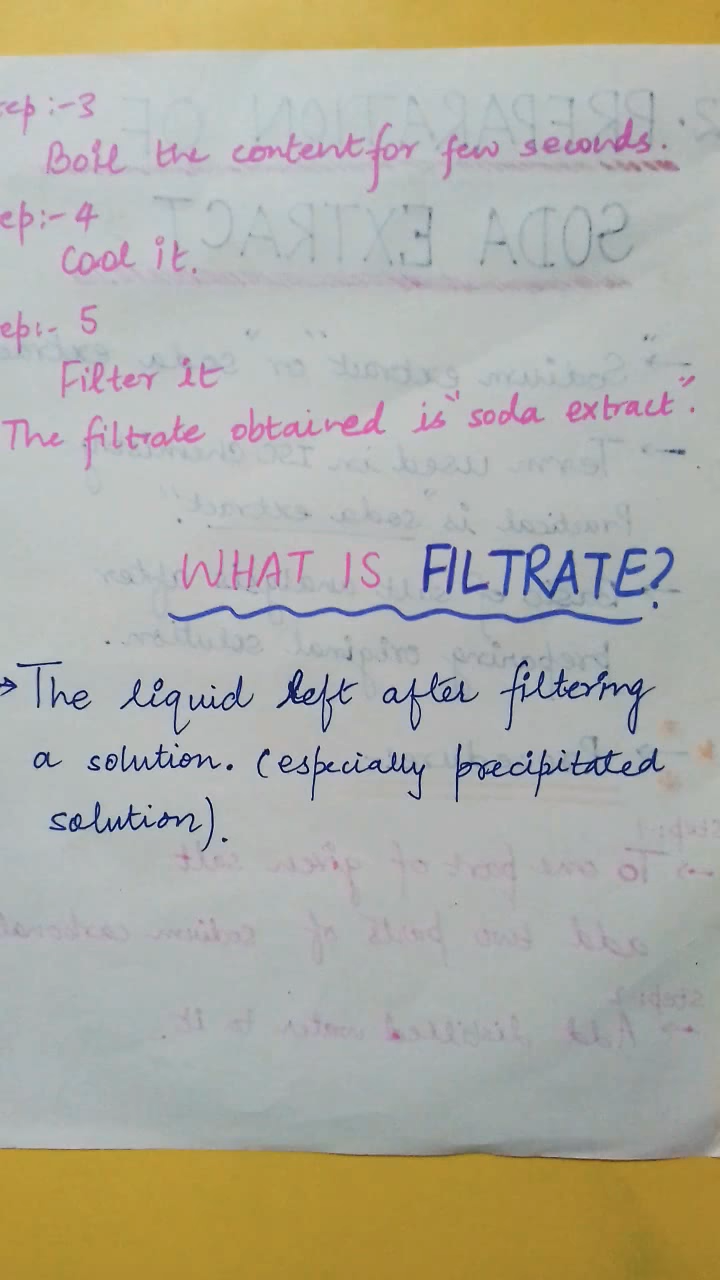 ep:-3
Boil the content for few seconds.
ep:-4
Cool it.
ep:- 5
Filter it
The filtrate obtained is "soda extract".
WHAT IS FILTRATE?
→ The liquid left after filtering
a solution. (especially precipitated
solution).